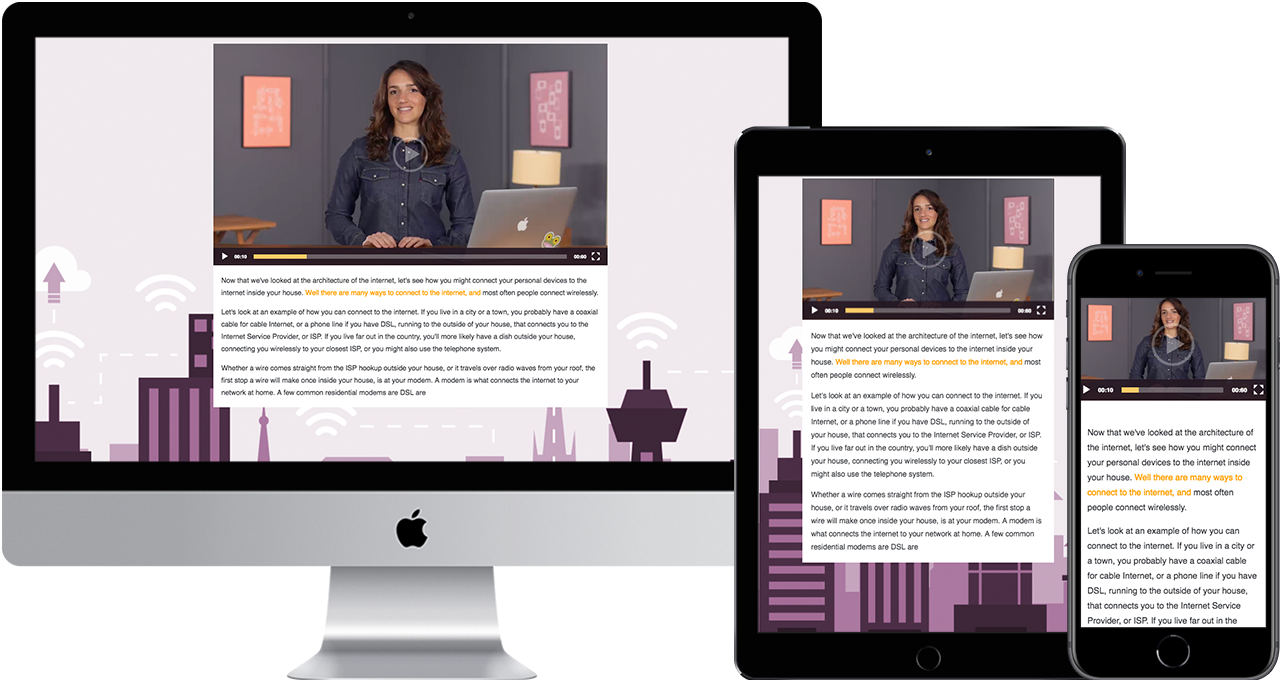 00:10
00:60
Now that we've looked at the architecture of the internet, let's see how you might connect your personal devices to the
internet inside your house. Well there are many ways to connect to the internet, and most often people connect wirelessly.
Let's look at an example of how you can connect to the internet. If you live in a city or a town, you probably have a coaxial
cable for cable Internet, or a phone line if you have DSL, running to the outside of your house, that connects you to the
Internet Service Provider, or ISP. If you live far out in the country, you'll more likely have a dish outside your house,
connecting you wirelessly to your closest ISP, or you might also use the telephone system.
Whether a wire comes straight from the ISP hookup outside your house, or it travels over radio waves from your roof, the
first stop a wire will make once inside your house, is at your modem. A modem is what connects the internet to your
network at home. A few common residential modems are DSL are
00:10
00:60
Now that we've looked at the architecture of the internet, let's see how
you might connect your personal devices to the internet inside your
house. Well there are many ways to connect to the internet, and most
often people connect wirelessly.
Let's look at an example of how you can connect to the internet. If you
live in a city or a town, you probably have a coaxial cable for cable
Internet, or a phone line if you have DSL, running to the outside of
your house, that connects you to the Internet Service Provider, or ISP.
If you live far out in the country, you'll more likely have a dish outside
your house, connecting you wirelessly to your closest ISP, or you
might also use the telephone system.
Whether a wire comes straight from the ISP hookup outside your
house, or it travels over radio waves from your roof, the first stop a
wire will make once inside your house, is at your modem. A modem is
what connects the internet to your network at home. A few common
residential modems are DSL are
00:10
00:60
Now that we've looked at the architecture of
the internet, let's see how you might connect
your personal devices to the internet inside
your house. Well there are many ways to
connect to the internet, and most often
people connect wirelessly.
Let's look at an example of how you can
connect to the internet. If you live in a city or
a town, you probably have a coaxial cable
for cable Internet, or a phone line if you have
DSL, running to the outside of your house,
that connects you to the Internet Service
Provider, or ISP. If you live far out in the